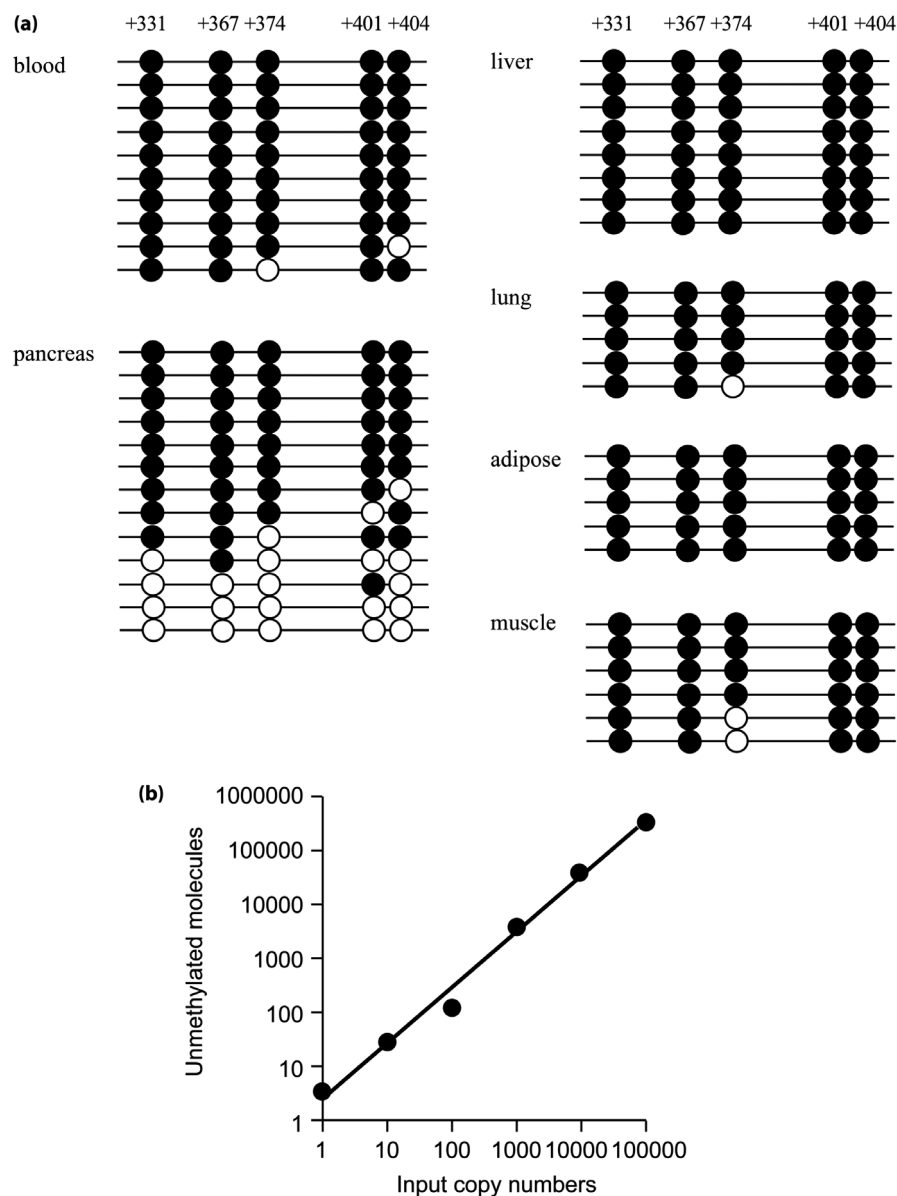 (a)
+331 +367 +374 +401 +404
blood
pancreas
+331 +367 +374 +401 +404
liver
lung
adipose
muscle
(b)
Unmethylated molecules
1000000
100000
10000
1000
100
10
1
1 10 100 1000 10000 100000
Input copy numbers